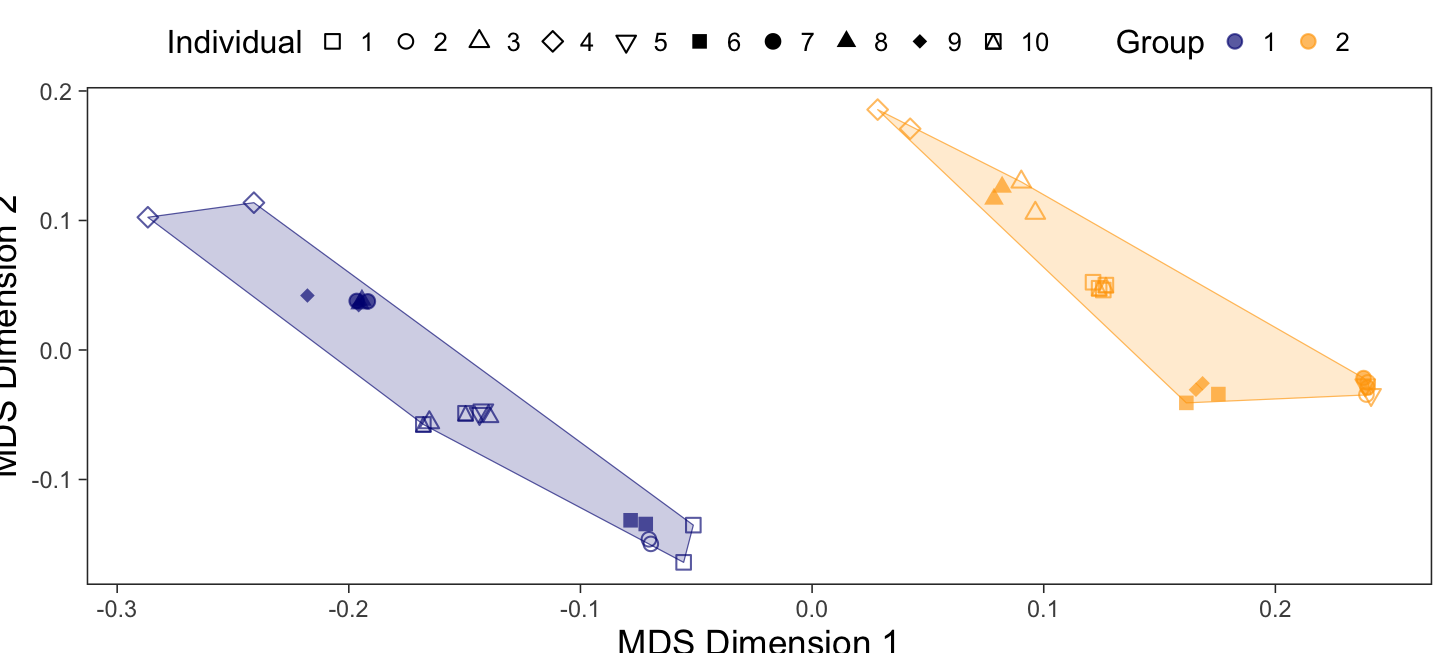 Individual 1 2 3 4 5 6 7 8 9 10 Group 1 2
0.2
0.1
0.0
-0.1
MDS Dimension 2
-0.3 -0.2 -0.1 0.0 0.1 0.2
MDS Dimension 1